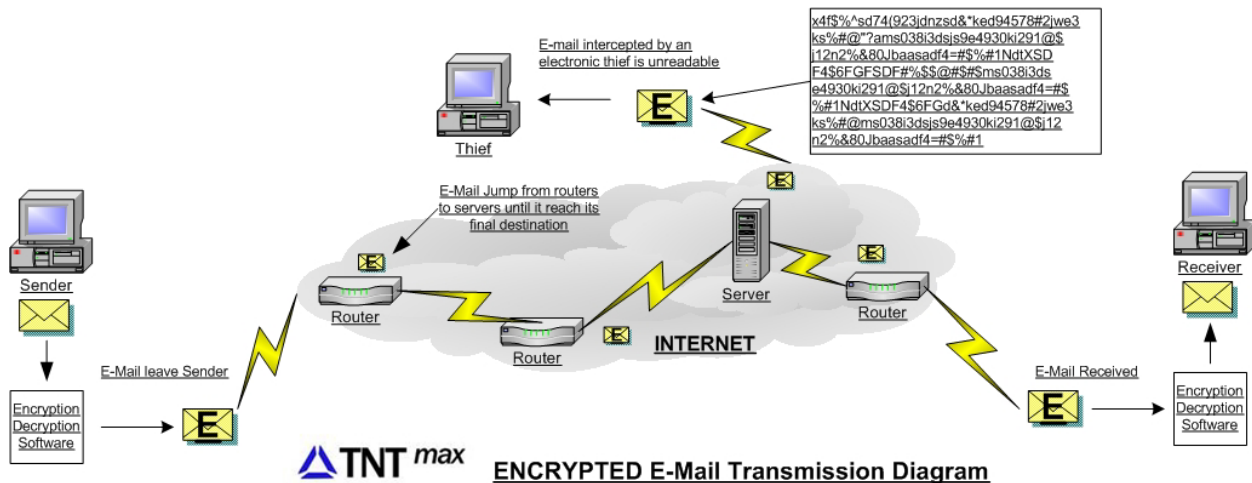 x4f$%^sd74(923jdnzsd&*ked94578#2jwe3
ks%#@"?ams038i3dsjs9e4930ki291@$
j12n2%&80Jbaasadf4=#$%#1NdtXSD
F4$6FGFSDF#%$$@#$#$ms038i3ds
e4930ki291@$j12n2%&80Jbaasadf4=#$
%#1NdtXSDF4$6FGd&*ked94578#2jwe3
ks%#@ms038i3dsjs9e4930ki291@$j12
n2%&80Jbaasadf4=#$%#1
E-mail intercepted by an
electronic thief is unreadable
E
Thief
E
E-Mail Jump from routers
to servers until it reach its
final destination
E
E
Sender
Receiver
Router
Server
Router
E
Router
INTERNET
E-Mail leave Sender
E-Mail Received
Encryption
Decryption
Software
E
E
Encryption
Decryption
Software
TNT max
ENCRYPTED E-Mail Transmission Diagram